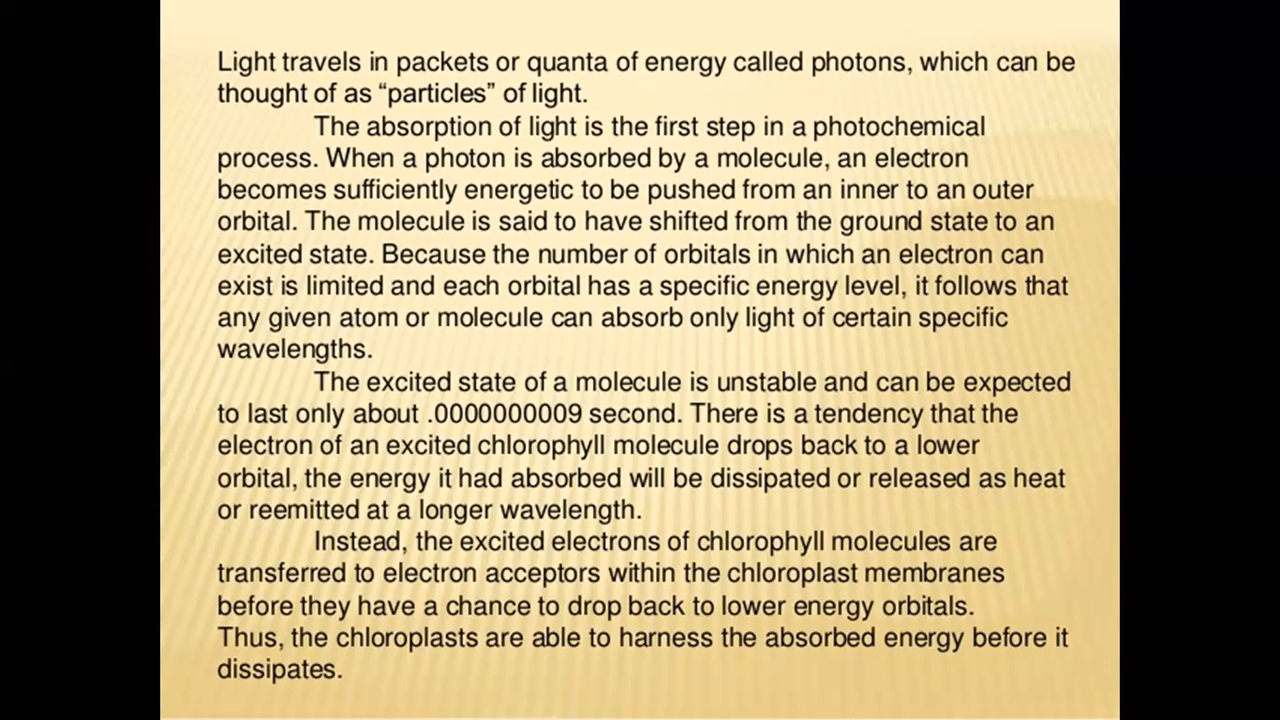 Light travels in packets or quanta of energy called photons, which can be
thought of as “particles” of light.
The absorption of light is the first step in a photochemical
process. When a photon is absorbed by a molecule, an electron
becomes sufficiently energetic to be pushed from an inner to an outer
orbital. The molecule is said to have shifted from the ground state to an
excited state. Because the number of orbitals in which an electron can
exist is limited and each orbital has a specific energy level, it follows that
any given atom or molecule can absorb only light of certain specific
wavelengths.
The excited state of a molecule is unstable and can be expected
to last only about .0000000009 second. There is a tendency that the
electron of an excited chlorophyll molecule drops back to a lower
orbital, the energy it had absorbed will be dissipated or released as heat
or reemitted at a longer wavelength.
Instead, the excited electrons of chlorophyll molecules are
transferred to electron acceptors within the chloroplast membranes
before they have a chance to drop back to lower energy orbitals.
Thus, the chloroplasts are able to harness the absorbed energy before it
dissipates.